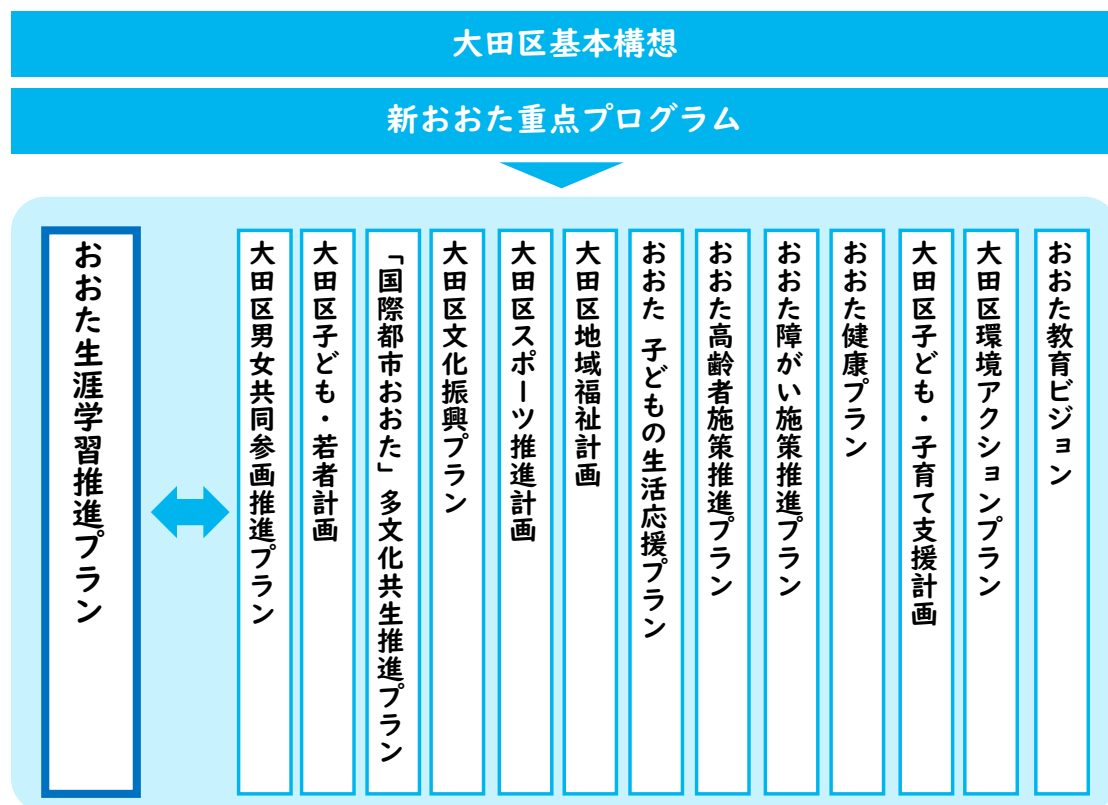 大田区基本構想
新おおた重点プログラム
おおた生涯学習推進プラン
大田区男女共同参画推進プラン
大田区子ども・若者計画
「国際都市おおた」多文化共生推進プラン
大田区文化振興プラン
大田区スポーツ推進計画
大田区地域福祉計画
おおた 子どもの生活応援プラン
おおた高齢者施策推進プラン
おおた障がい施策推進プラン
おおた健康プラン
大田区子ども・子育て支援計画
大田区環境アクションプラン
おおた教育ビジョン